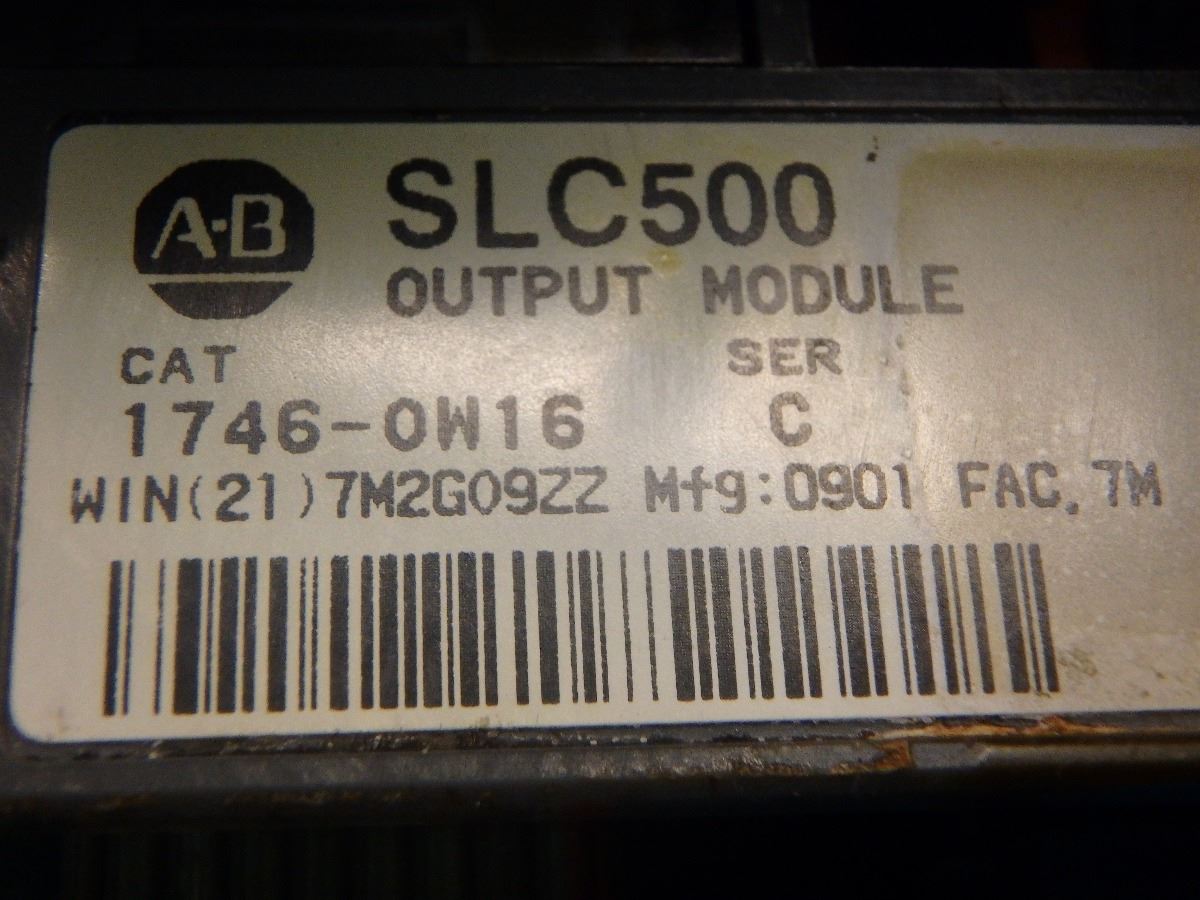 A-B
SLC500
OUTPUT MODULE
CAT SER
1746-OW16 C
WIN(21)7M2G09ZZ Mfg:0901 FAC. 7M